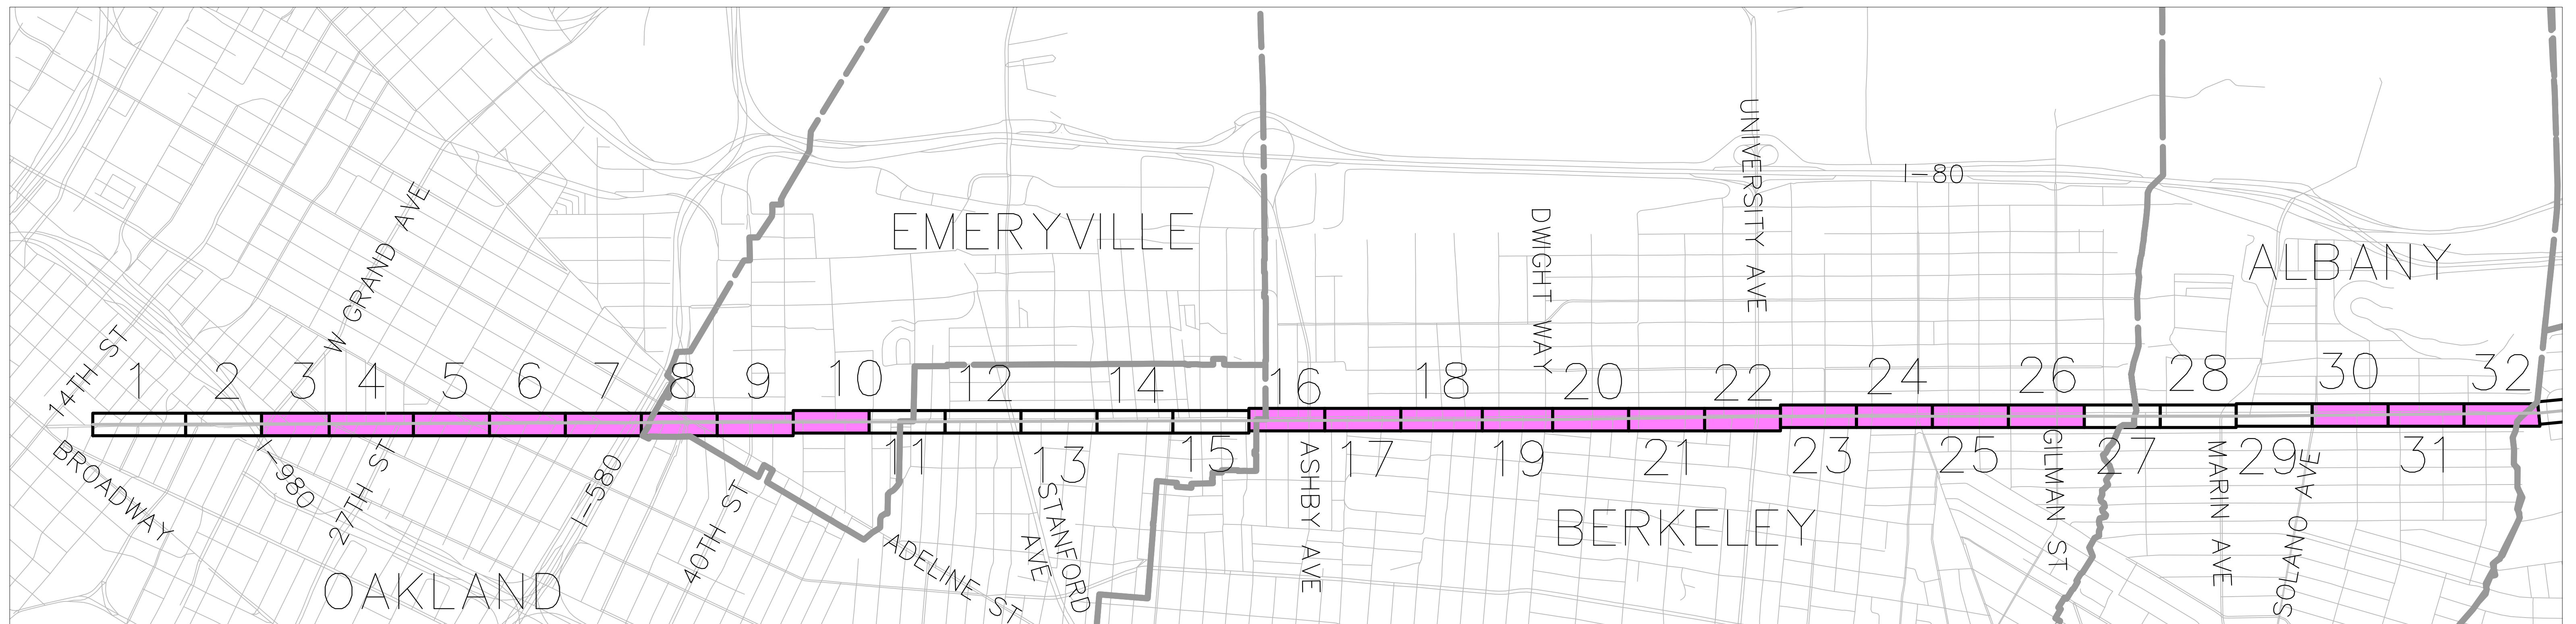 UNIVERSITY AVE
I-80
EMERYVILLE
DWIGHT WAY
ALBANY
W GRAND AVE
14TH ST
1
2
3
4
5
6
7
8
9
10
12
14
16
18
20
22
24
26
28
30
32
11
13
15
17
19
21
23
25
27
29
31
BROADWAY
I-980
27TH ST
I-580
40TH ST
ADELINE ST
STANFORD AVE
ASHBY AVE
BERKELEY
GILMAN ST
MARIN AVE
SOLANO AVE
OAKLAND